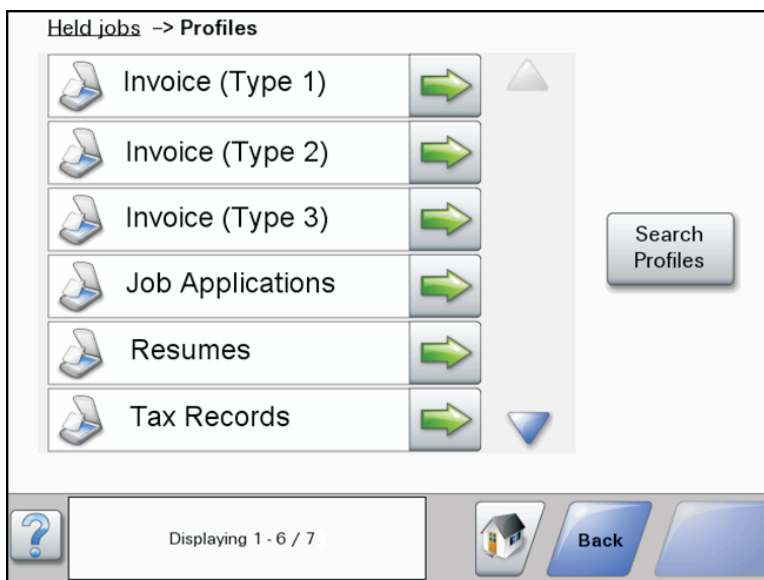 Held jobs -> Profiles
Invoice (Type 1)
Invoice (Type 2)
Invoice (Type 3)
Search
Profiles
Job Applications
Resumes
Tax Records
?
Displaying 1 - 6 / 7
Back